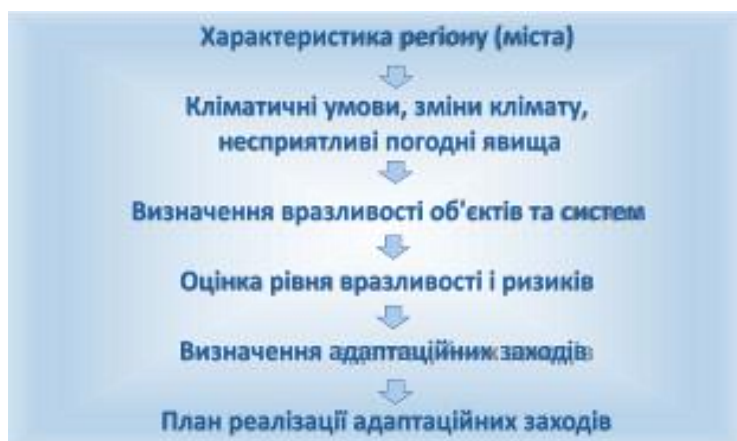 Характеристика регіону (міста)
Кліматичні умови, зміни клімату,
несприятливі погодні явища
Визначення вразливості об'єктів та систем
Оцінка рівня вразливості і ризиків
Визначення адаптаційних заходів
План реалізації адаптаційних заходів